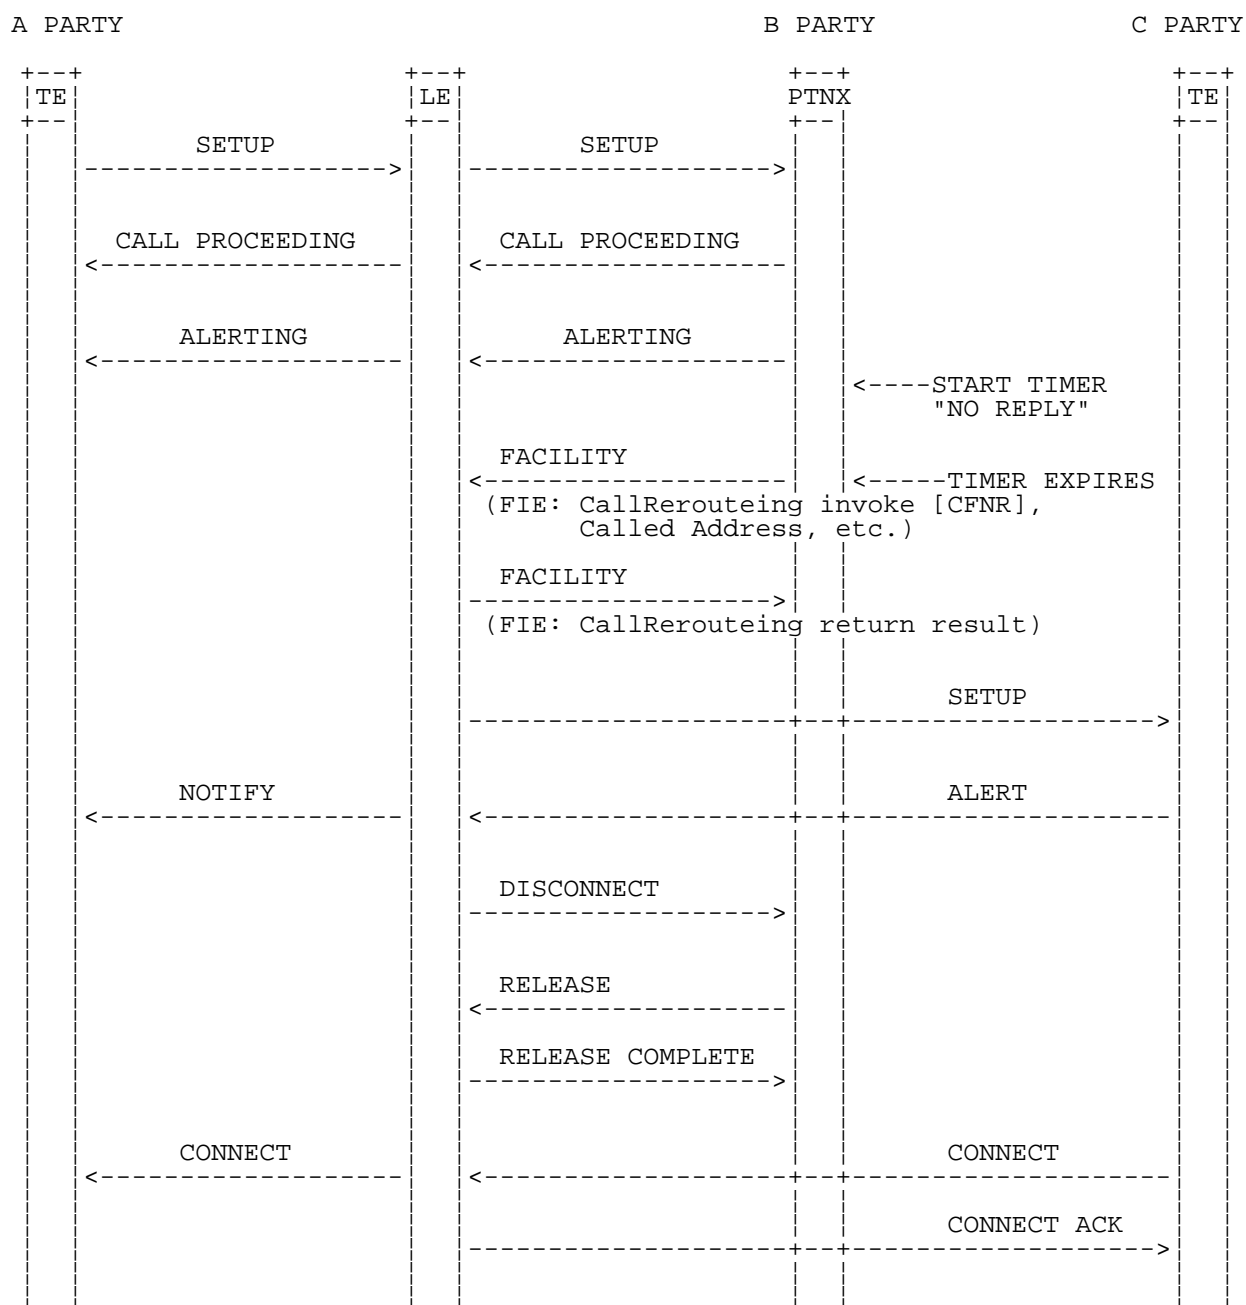 A PARTY B PARTY C PARTY
TE LE PTNX TE
SETUP SETUP
CALL PROCEEDING CALL PROCEEDING
ALERTING ALERTING
START TIMER
"NO REPLY"
FACILITY
TIMER EXPIRES
(FIE: CallRerouteing invoke [CFNR],
Called Address, etc.)
FACILITY
(FIE: CallRerouteing return result)
SETUP
NOTIFY ALERT
DISCONNECT
RELEASE
RELEASE COMPLETE
CONNECT CONNECT
CONNECT ACK